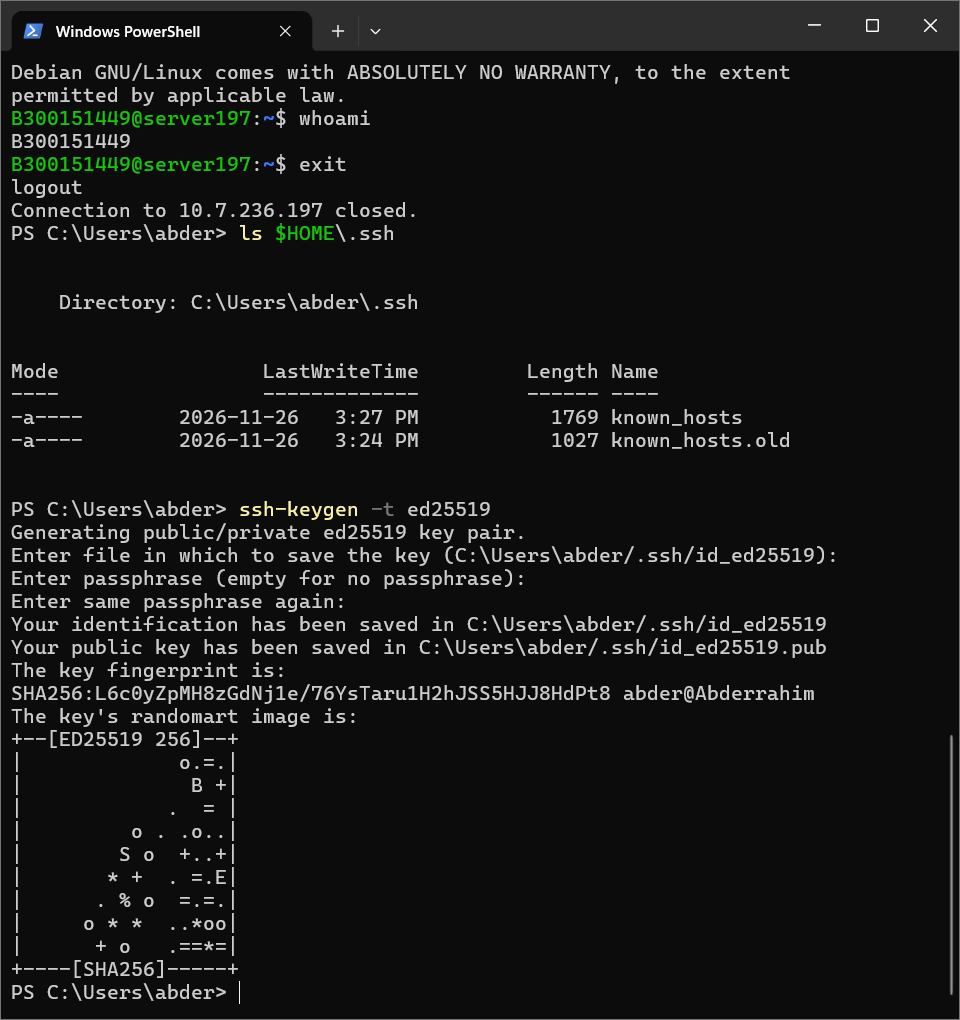 Windows PowerShell
Debian GNU/Linux comes with ABSOLUTELY NO WARRANTY, to the extent
permitted by applicable law.
B300151449@server197:~$ whoami
B300151449
B300151449@server197:~$ exit
logout
Connection to 10.7.236.197 closed.
PS C:\Users\abder> ls $HOME\.ssh


    Directory: C:\Users\abder\.ssh


Mode                 LastWriteTime         Length Name
----                 -------------         ------ ----
-a----        2026-11-26   3:27 PM           1769 known_hosts
-a----        2026-11-26   3:24 PM           1027 known_hosts.old


PS C:\Users\abder> ssh-keygen -t ed25519
Generating public/private ed25519 key pair.
Enter file in which to save the key (C:\Users\abder/.ssh/id_ed25519):
Enter passphrase (empty for no passphrase):
Enter same passphrase again:
Your identification has been saved in C:\Users\abder/.ssh/id_ed25519
Your public key has been saved in C:\Users\abder/.ssh/id_ed25519.pub
The key fingerprint is:
SHA256:L6c0yZpMH8zGdNj1e/76YsTaru1H2hJSS5HJJ8HdPt8 abder@Abderrahim
The key's randomart image is:
+--[ED25519 256]--+
|             o.=.|
|              B +|
|            .  = |
|         o . .o..|
|        S o  +..+|
|       * +  . =.E|
|      . % o  =.=.|
|     o * *  ..*oo|
|      + o   .==*=|
+----[SHA256]-----+
PS C:\Users\abder>